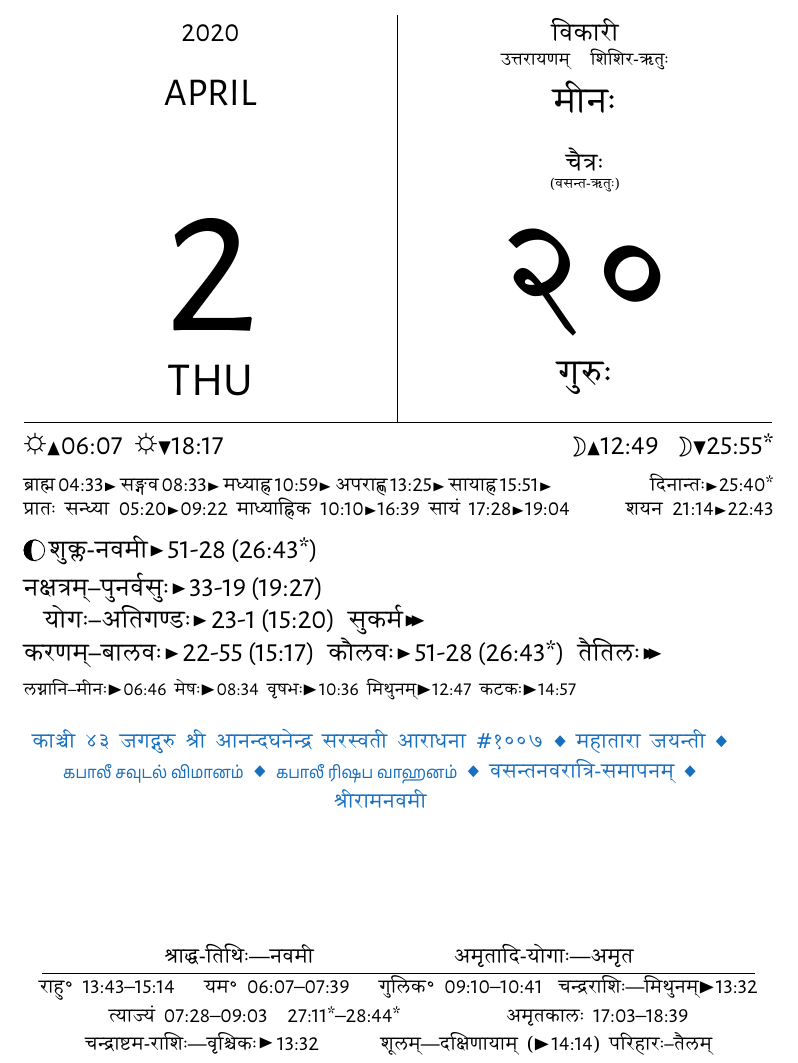 2020
APRIL
2
THU
विकारी
उत्तरायणम् शिशिर-ऋतुः
मीनः
चैत्रः
(वसन्त-ऋतुः)
२०
गुरुः
☼▲06:07 ☼▼18:17 ☽▲12:49 ☽▼25:55*
ब्राह्म 04:33► सङ्गव 08:33► मध्याह्न 10:59► अपराह्ण 13:25► सायाह्न 15:51► दिनान्तः►25:40*
प्रातः सन्ध्या 05:20►09:22 माध्याह्निक 10:10►16:39 सायं 17:28►19:04 शयन 21:14►22:43
शुक्ल-नवमी►51-28 (26:43*)
नक्षत्रम्–पुनर्वसुः►33-19 (19:27)
योगः–अतिगण्डः►23-1 (15:20) सुकर्म►►
करणम्–बालवः►22-55 (15:17) कौलवः►51-28 (26:43*) तैतिलः►►
लग्नानि–मीनः►06:46 मेषः►08:34 वृषभः►10:36 मिथुनम्►12:47 कटकः►14:57
काञ्ची ४३ जगद्गुरु श्री आनन्दघनेन्द्र सरस्वती आराधना #१००७ ◆ महातारा जयन्ती ◆
கபாலீ சவுடல் விமானம் ◆ கபாலீ ரிஷப வாஹனம் ◆ वसन्तनवरात्रि-समापनम् ◆
श्रीरामनवमी
श्राद्ध-तिथिः—नवमी अमृतादि-योगाः—अमृत
राहु॰ 13:43–15:14 यम॰ 06:07–07:39 गुलिक॰ 09:10–10:41 चन्द्रराशिः—मिथुनम्►13:32
त्याज्यं 07:28–09:03 27:11*–28:44* अमृतकालः 17:03–18:39
चन्द्राष्टम-राशिः—वृश्चिकः►13:32 शूलम्—दक्षिणायाम् (►14:14) परिहारः–तैलम्